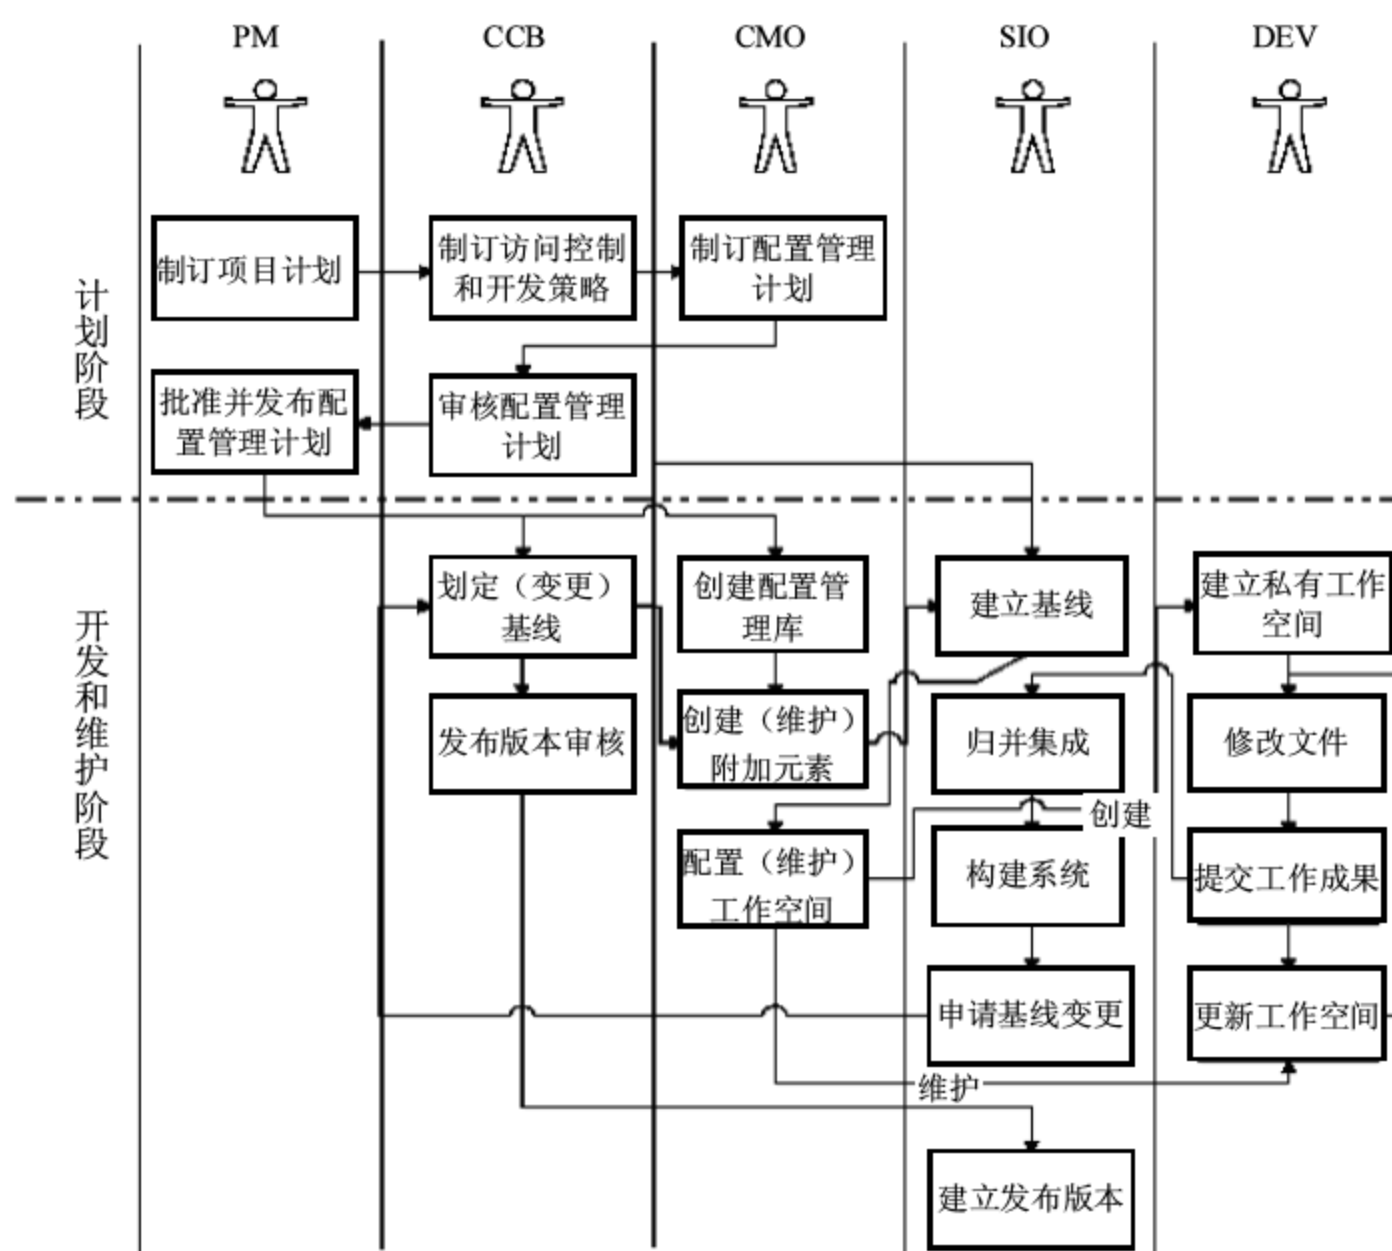 PM
CCB
CMO
SIO
DEV
计划阶段
制订项目计划
制订访问控制
和开发策略
制订配置管理
计划
批准并发布配
置管理计划
审核配置管理
计划
开发和维护阶段
划定（变更）
基线
创建配置管
理库
建立基线
建立私有工作
空间
发布版本审核
创建（维护）
附加元素
归并集成
修改文件
创建
配置（维护）
工作空间
构建系统
提交工作成果
申请基线变更
更新工作空间
维护
建立发布版本